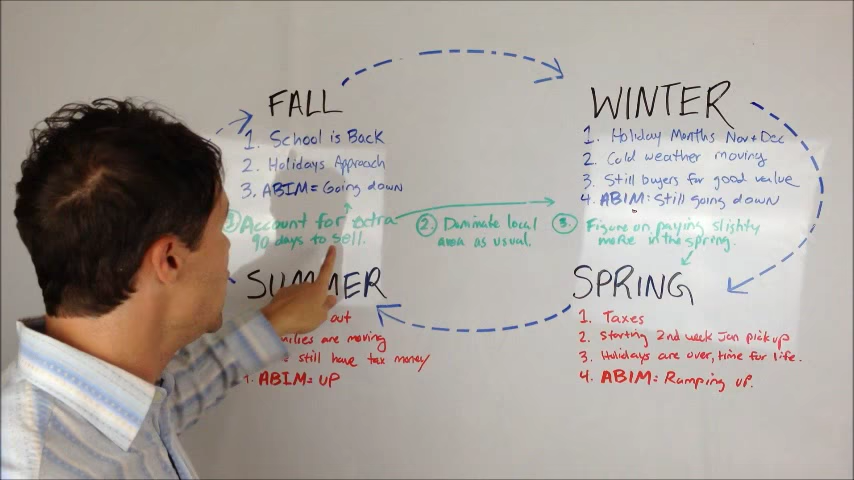 FALL
1. School is Back
2. Holidays Approach
3. ABIM = Going down
WINTER
1. Holiday Months Nov + Dec
2. Cold weather moving
3. Still buyers for good value
4. ABIM: Still going down
Account for extra
90 days to sell.
2. Dominate local
area as usual.
3. Figure on paying slightly
more in the spring.
SUMMER
out
are moving
still have tax money
ABIM = UP
SPRING
1. Taxes
2. Starting 2nd week Jan pick up
3. Holidays are over, time for life.
4. ABIM = Ramping up.